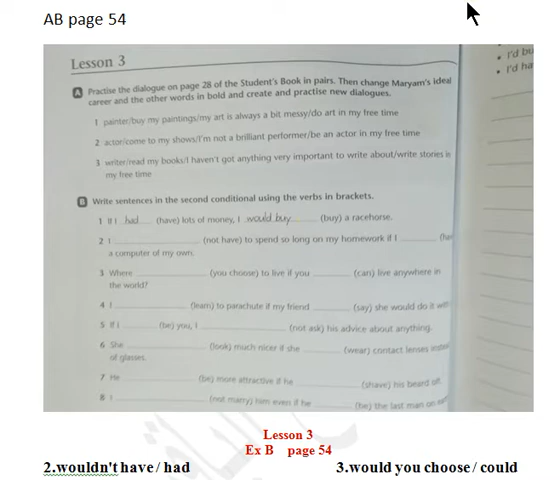 AB page 54
Lesson 3
A Practise the dialogue on page 28 of the Student's Book in pairs. Then change Maryam's ideal
career and the other words in bold and create and practise new dialogues.
1 painter/buy my paintings/my art is always a bit messy/do art in my free time
2 actor/come to my shows/I'm not a brilliant performer/be an actor in my free time
3 writer/read my books/I haven't got anything very important to write about/write stories in
my free time
B Write sentences in the second conditional using the verbs in brackets.
1 If I had (have) lots of money, I would buy (buy) a racehorse.
2 I (not have) to spend so long on my homework if I
a computer of my own.
3 Where (you choose) to live if you (can) live anywhere in
the world?
4 I (learn) to parachute if my friend (say) she would do it
5 If I (be) you, I (not ask) his advice about anything.
6 She (look) much nicer if she (wear) contact lenses
of glasses.
7 He (be) more attractive if he (shave) his beard off.
8 I (not marry) him even if he (be) the last man on
• I'd bu
• I'd ha
Lesson 3
Ex B page 54
2.wouldn't have / had 3.would you choose / could